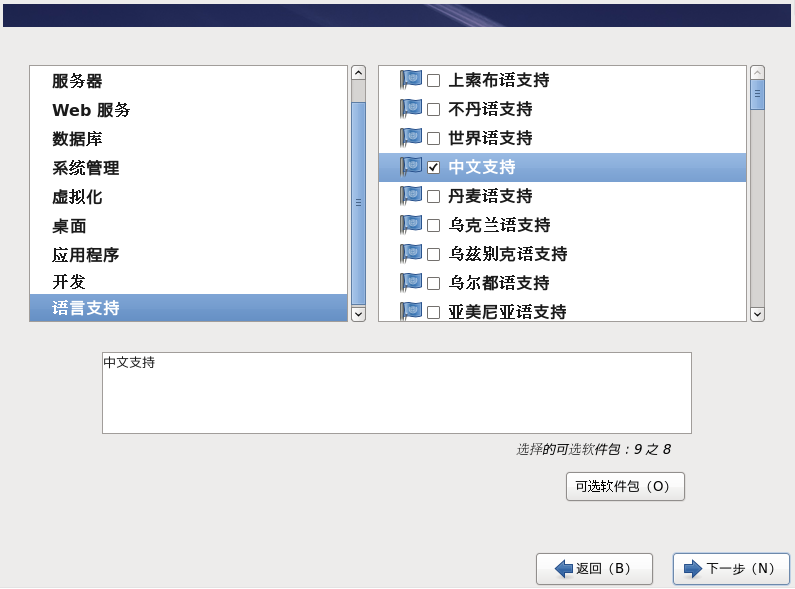 服务器
Web 服务
数据库
系统管理
虚拟化
桌面
应用程序
开发
语言支持
上索布语支持
不丹语支持
世界语支持
中文支持
丹麦语支持
乌克兰语支持
乌兹别克语支持
乌尔都语支持
亚美尼亚语支持
中文支持
选择的可选软件包：9 之 8
可选软件包（O）
返回（B）
下一步（N）